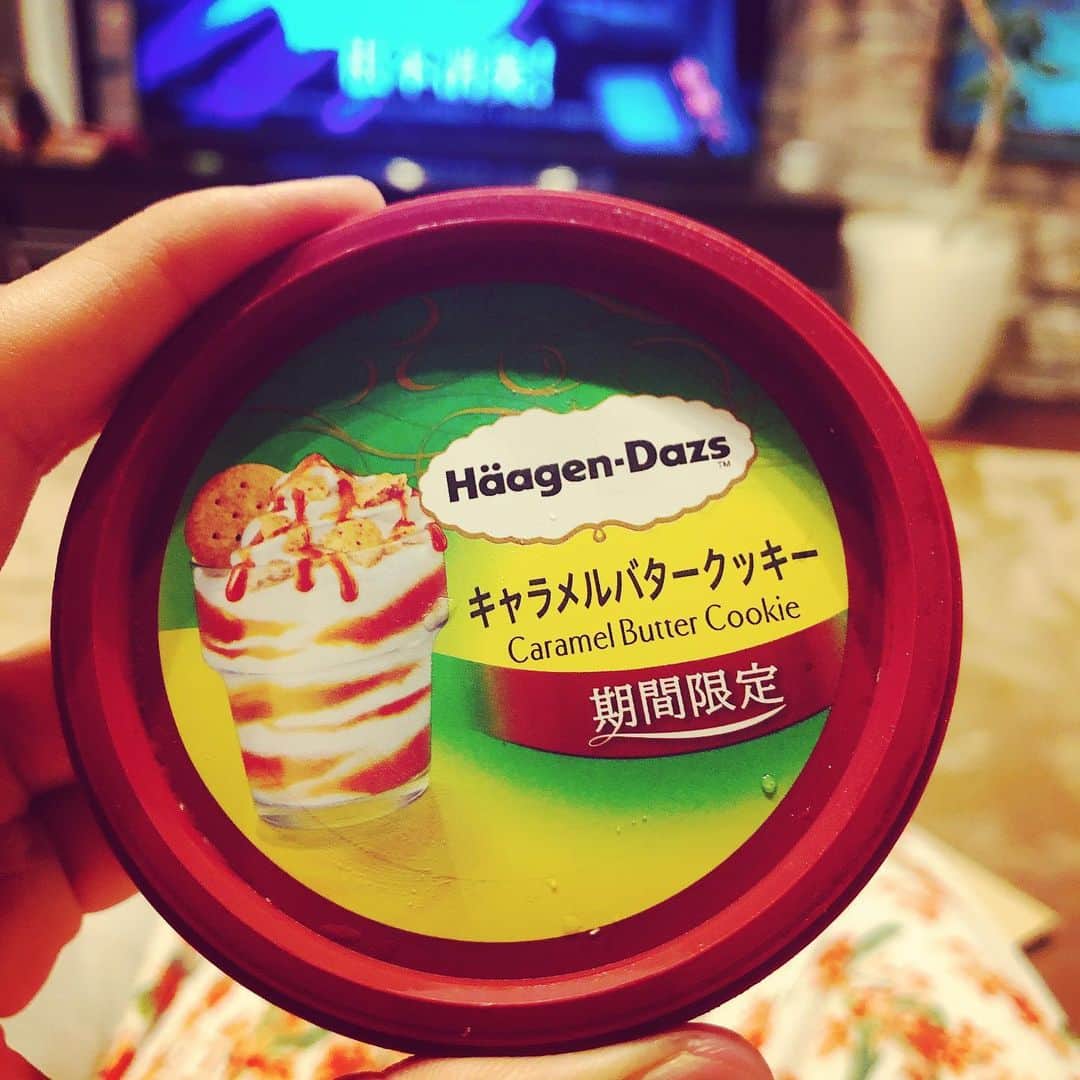 Häagen-Dazs
TM
キャラメルバタークッキー
Caramel Butter Cookie
期間限定